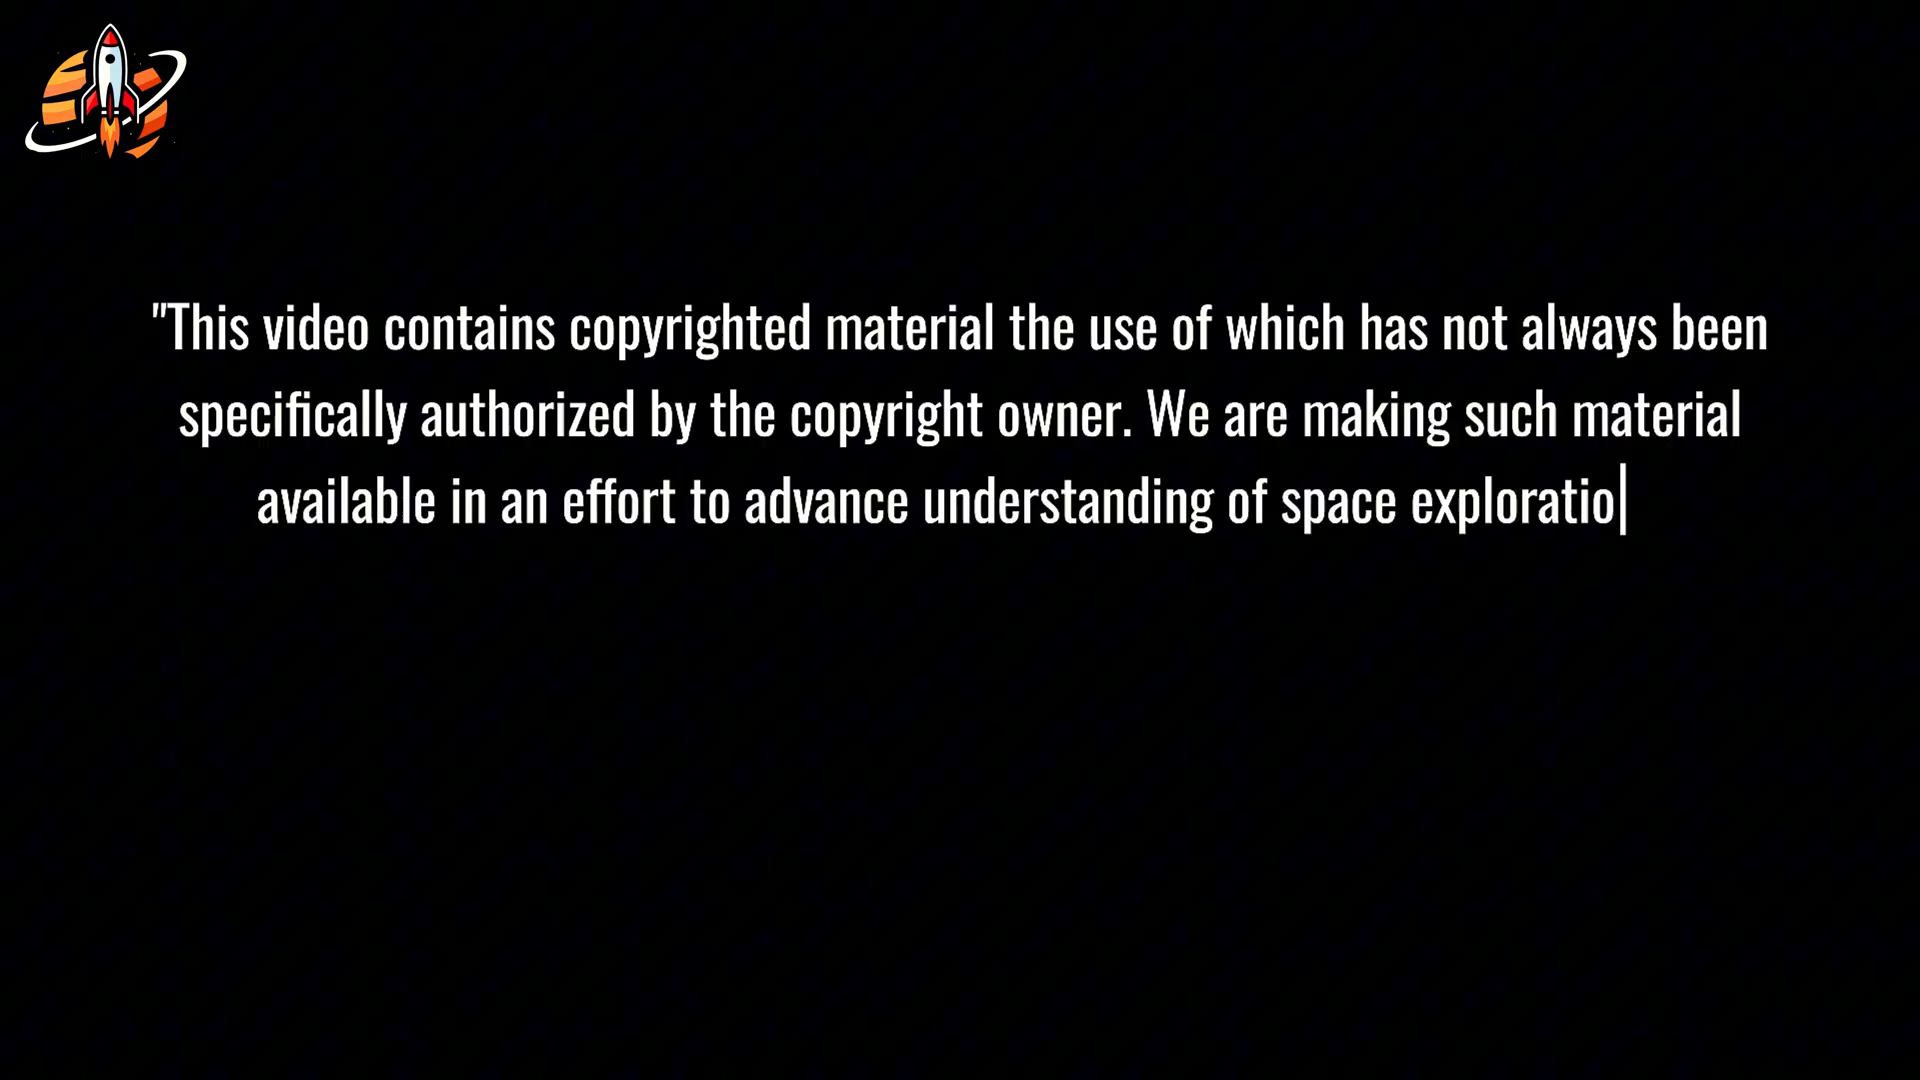 "This video contains copyrighted material the use of which has not always been
specifically authorized by the copyright owner. We are making such material
available in an effort to advance understanding of space exploratio